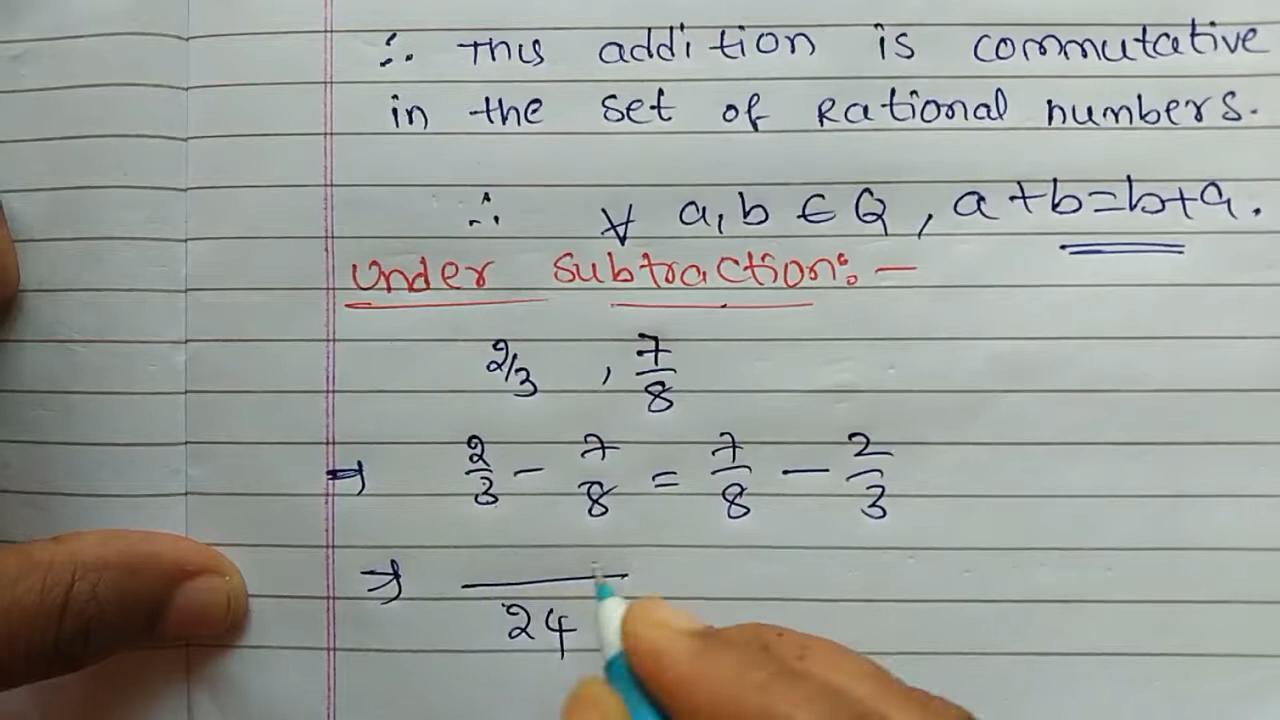 ∴ This addition is commutative
in the set of Rational numbers.
∴ ∀ a, b ∈ Q, a+b=b+a.
Under Subtraction:-
2/3 , 7/8
⇒ 2/3 - 7/8 = 7/8 - 2/3
⇒ /24